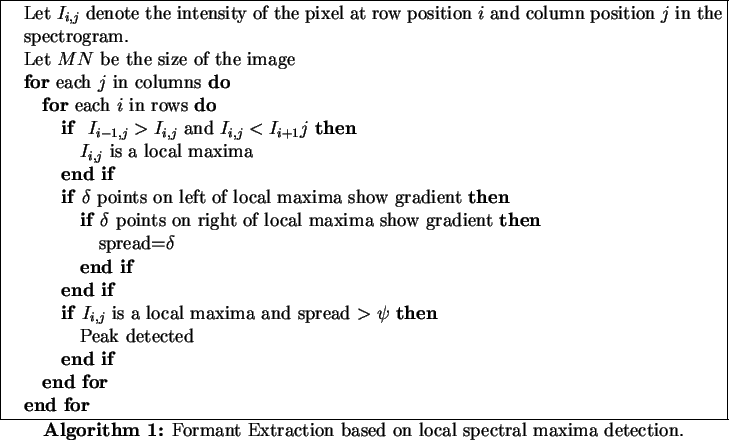 Let $I_{i,j}$ denote the intensity of the pixel at row position $i$ and column position $j$ in the
spectrogram.
Let $MN$ be the size of the image
for each $j$ in columns do
for each $i$ in rows do
if $I_{i-1,j} > I_{i,j}$ and $I_{i,j} < I_{i+1}j$ then
$I_{i,j}$ is a local maxima
end if
if $\delta$ points on left of local maxima show gradient then
if $\delta$ points on right of local maxima show gradient then
spread=$\delta$
end if
end if
if $I_{i,j}$ is a local maxima and spread > $\psi$ then
Peak detected
end if
end for
end for
Algorithm 1: Formant Extraction based on local spectral maxima detection.